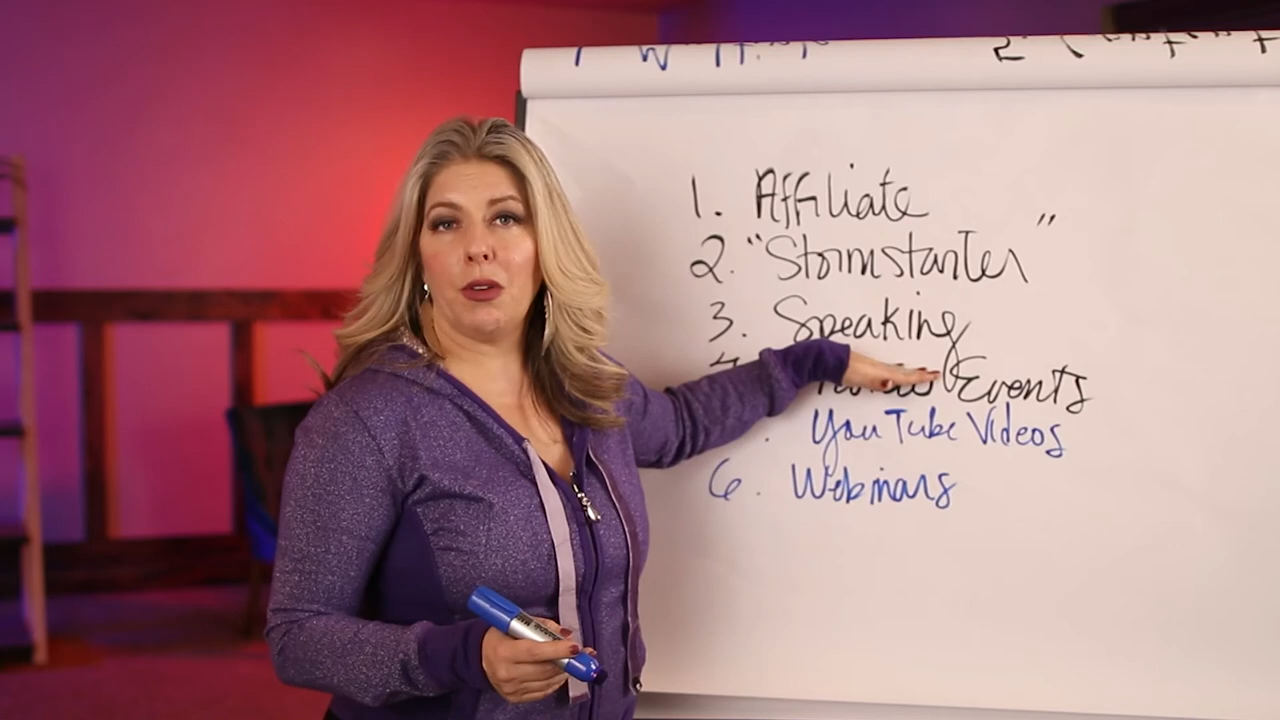 1. Affiliate
2. "Stormstarter"
3. Speaking
Events
YouTube Videos
6. Webinars